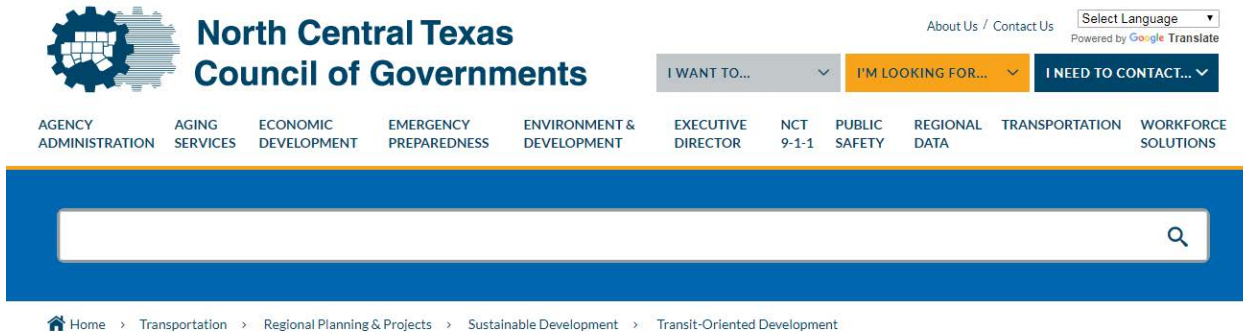 North Central Texas
Council of Governments
About Us / Contact Us
Select Language
Powered by Google Translate
I WANT TO...
I'M LOOKING FOR...
I NEED TO CONTACT...
AGENCY ADMINISTRATION
AGING SERVICES
ECONOMIC DEVELOPMENT
EMERGENCY PREPAREDNESS
ENVIRONMENT & DEVELOPMENT
EXECUTIVE DIRECTOR
NCT 9-1-1
PUBLIC SAFETY
REGIONAL DATA
TRANSPORTATION
WORKFORCE SOLUTIONS
Home > Transportation > Regional Planning & Projects > Sustainable Development > Transit-Oriented Development